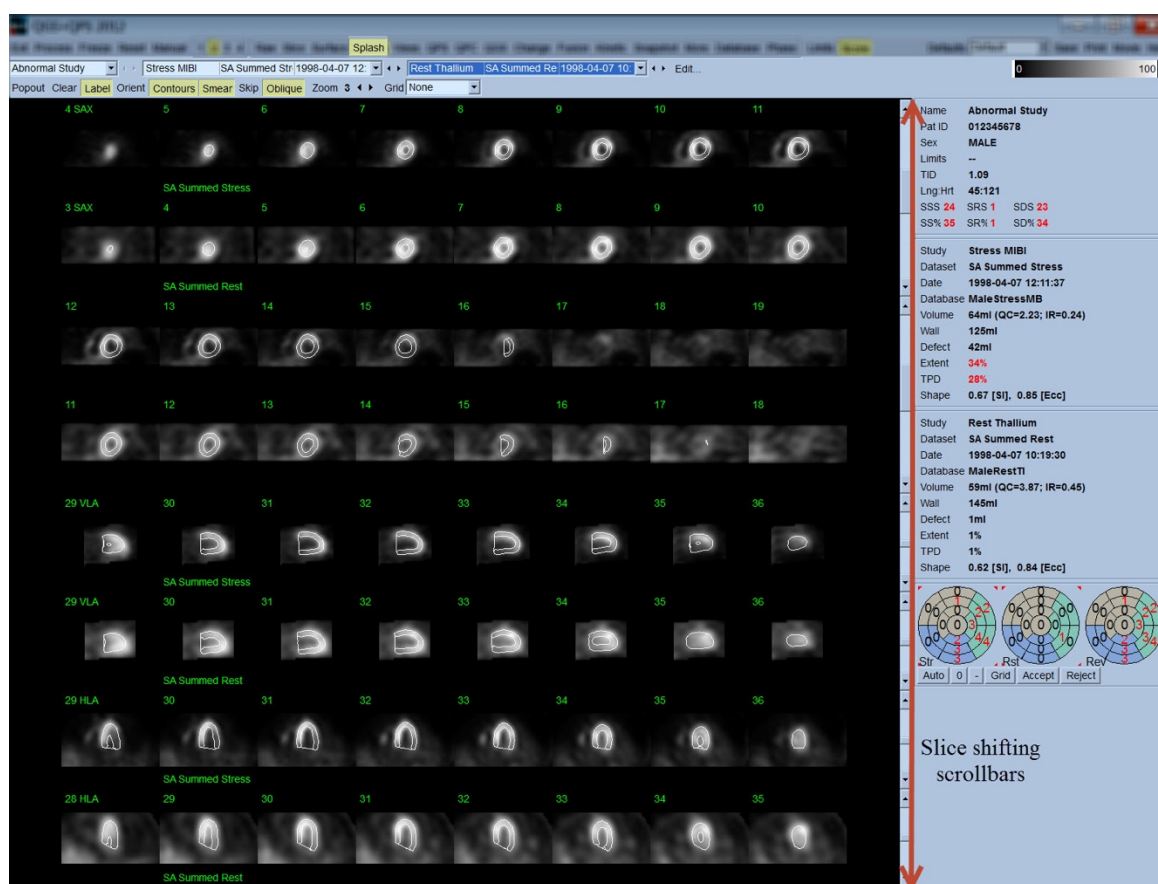 QGS+QPS 2012
Splash
Abnormal Study Stress MIBI SA Summed Str 1998-04-07 12: Rest Thallium SA Summed Re 1998-04-07 10: Edit...
0 100
Popout Clear Label Orient Contours Smear Skip Oblique Zoom 3 Grid None
4 SAX 5 6 7 8 9 10 11
SA Summed Stress
3 SAX 4 5 6 7 8 9 10
SA Summed Rest
12 13 14 15 16 17 18 19
11 12 13 14 15 16 17 18
29 VLA 30 31 32 33 34 35 36
SA Summed Stress
29 VLA 30 31 32 33 34 35 36
SA Summed Rest
29 HLA 30 31 32 33 34 35 36
SA Summed Stress
28 HLA 29 30 31 32 33 34 35
SA Summed Rest
Name Abnormal Study
Pat ID 012345678
Sex MALE
Limits --
TID 1.09
Lng:Hrt 45:121
SSS 24 SRS 1 SDS 23
SS% 35 SR% 1 SD% 34
Study Stress MIBI
Dataset SA Summed Stress
Date 1998-04-07 12:11:37
Database MaleStressMB
Volume 64ml (QC=2.23; IR=0.24)
Wall 125ml
Defect 42ml
Extent 34%
TPD 28%
Shape 0.67 [SI], 0.85 [Ecc]
Study Rest Thallium
Dataset SA Summed Rest
Date 1998-04-07 10:19:30
Database MaleRestTl
Volume 59ml (QC=3.87; IR=0.45)
Wall 145ml
Defect 1ml
Extent 1%
TPD 1%
Shape 0.62 [SI], 0.84 [Ecc]
Str Rst Rev
Auto 0 - Grid Accept Reject
Slice shifting
scrollbars